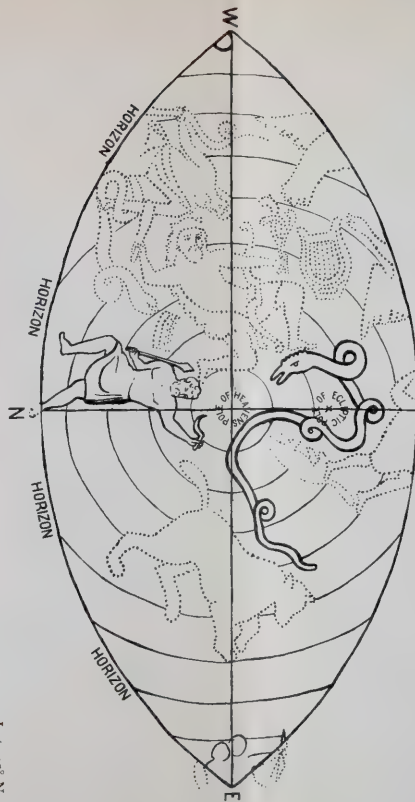 W
HORIZON
HORIZON
N
POLE OF HEAVENS
POLE OF ECLIPTIC
HORIZON
HORIZON
E
N